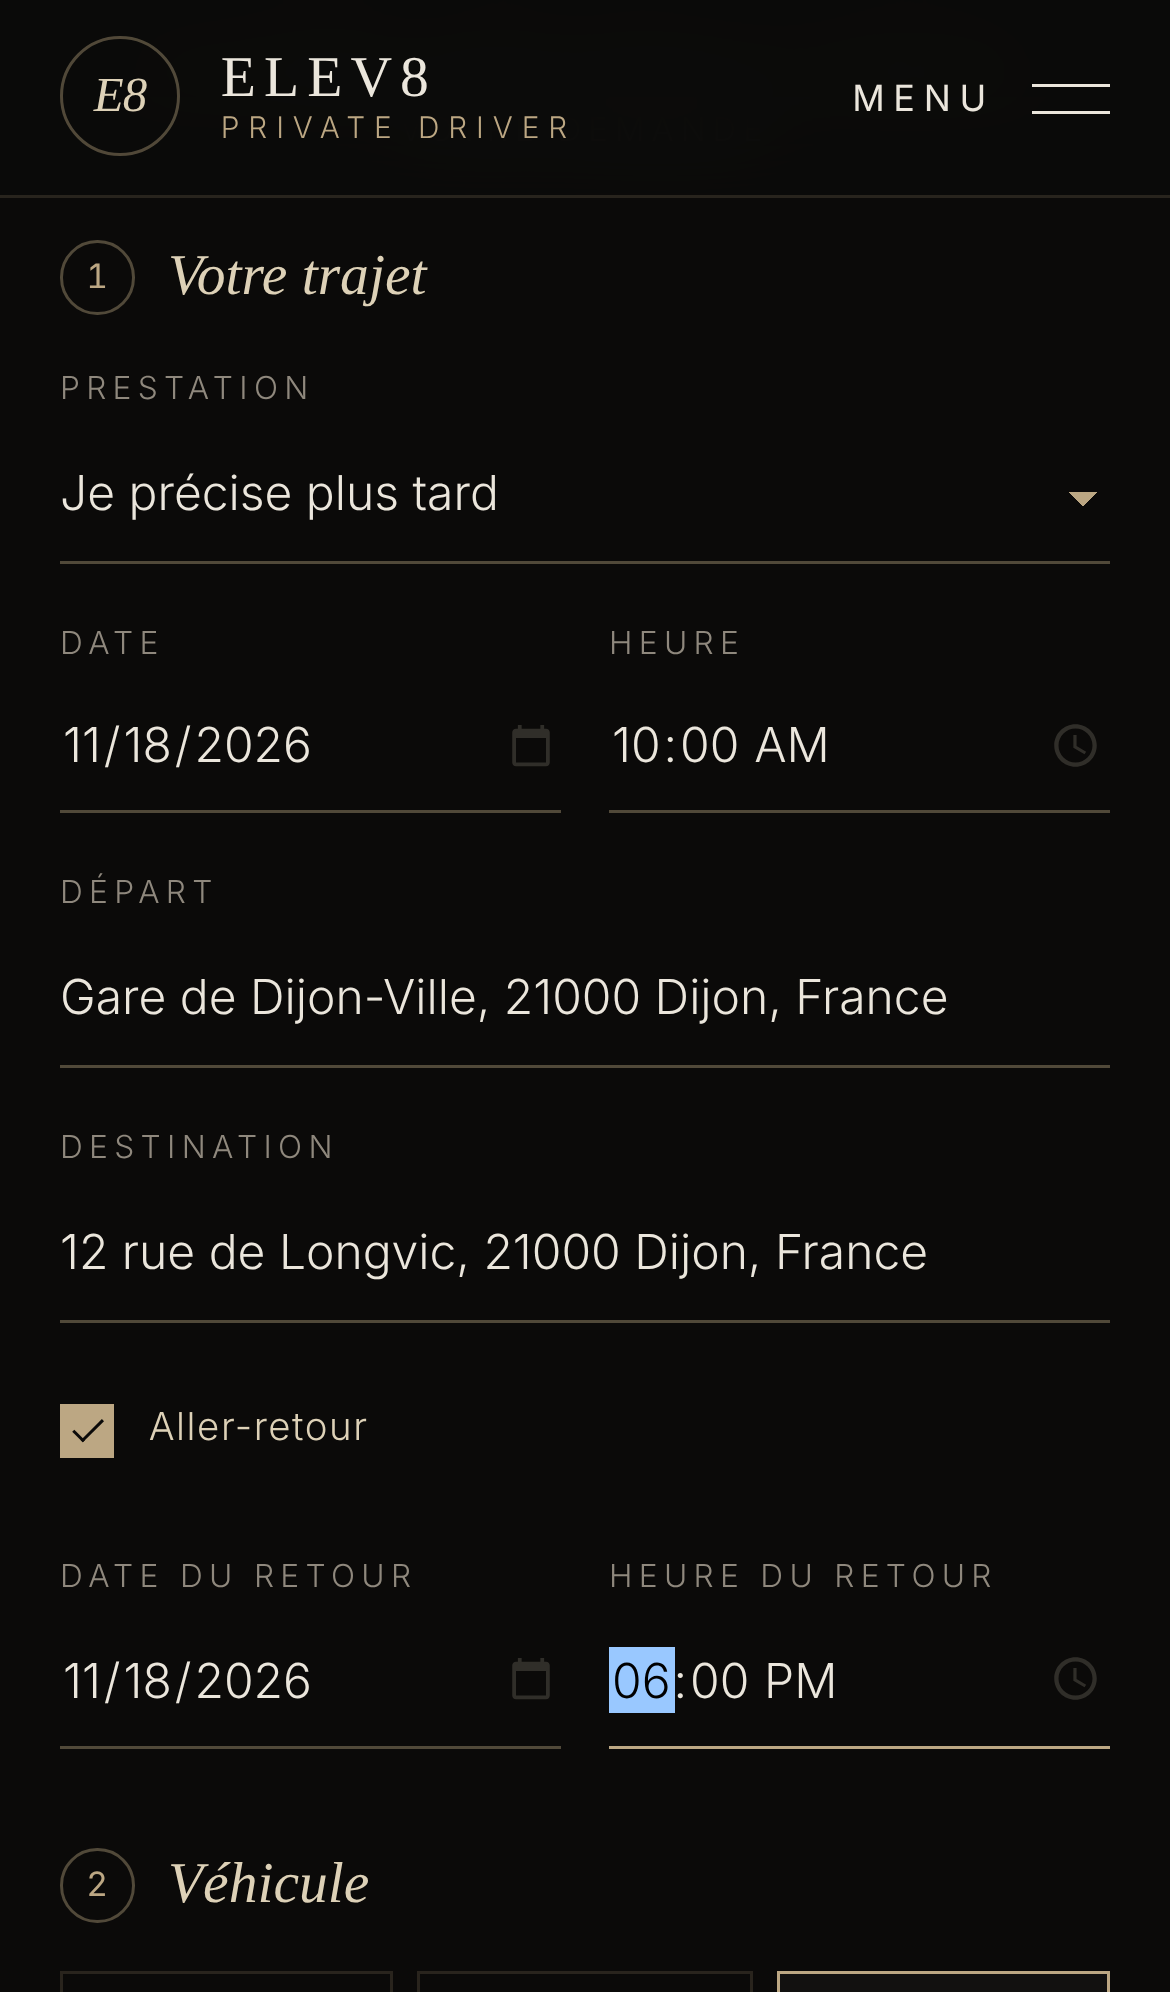 E8
ELEV8
PRIVATE DRIVER
MENU
1
Votre trajet
PRESTATION
Je précise plus tard
DATE
HEURE
11/18/2026
10:00 AM
DÉPART
Gare de Dijon-Ville, 21000 Dijon, France
DESTINATION
12 rue de Longvic, 21000 Dijon, France
Aller-retour
DATE DU RETOUR
HEURE DU RETOUR
11/18/2026
06:00 PM
2
Véhicule